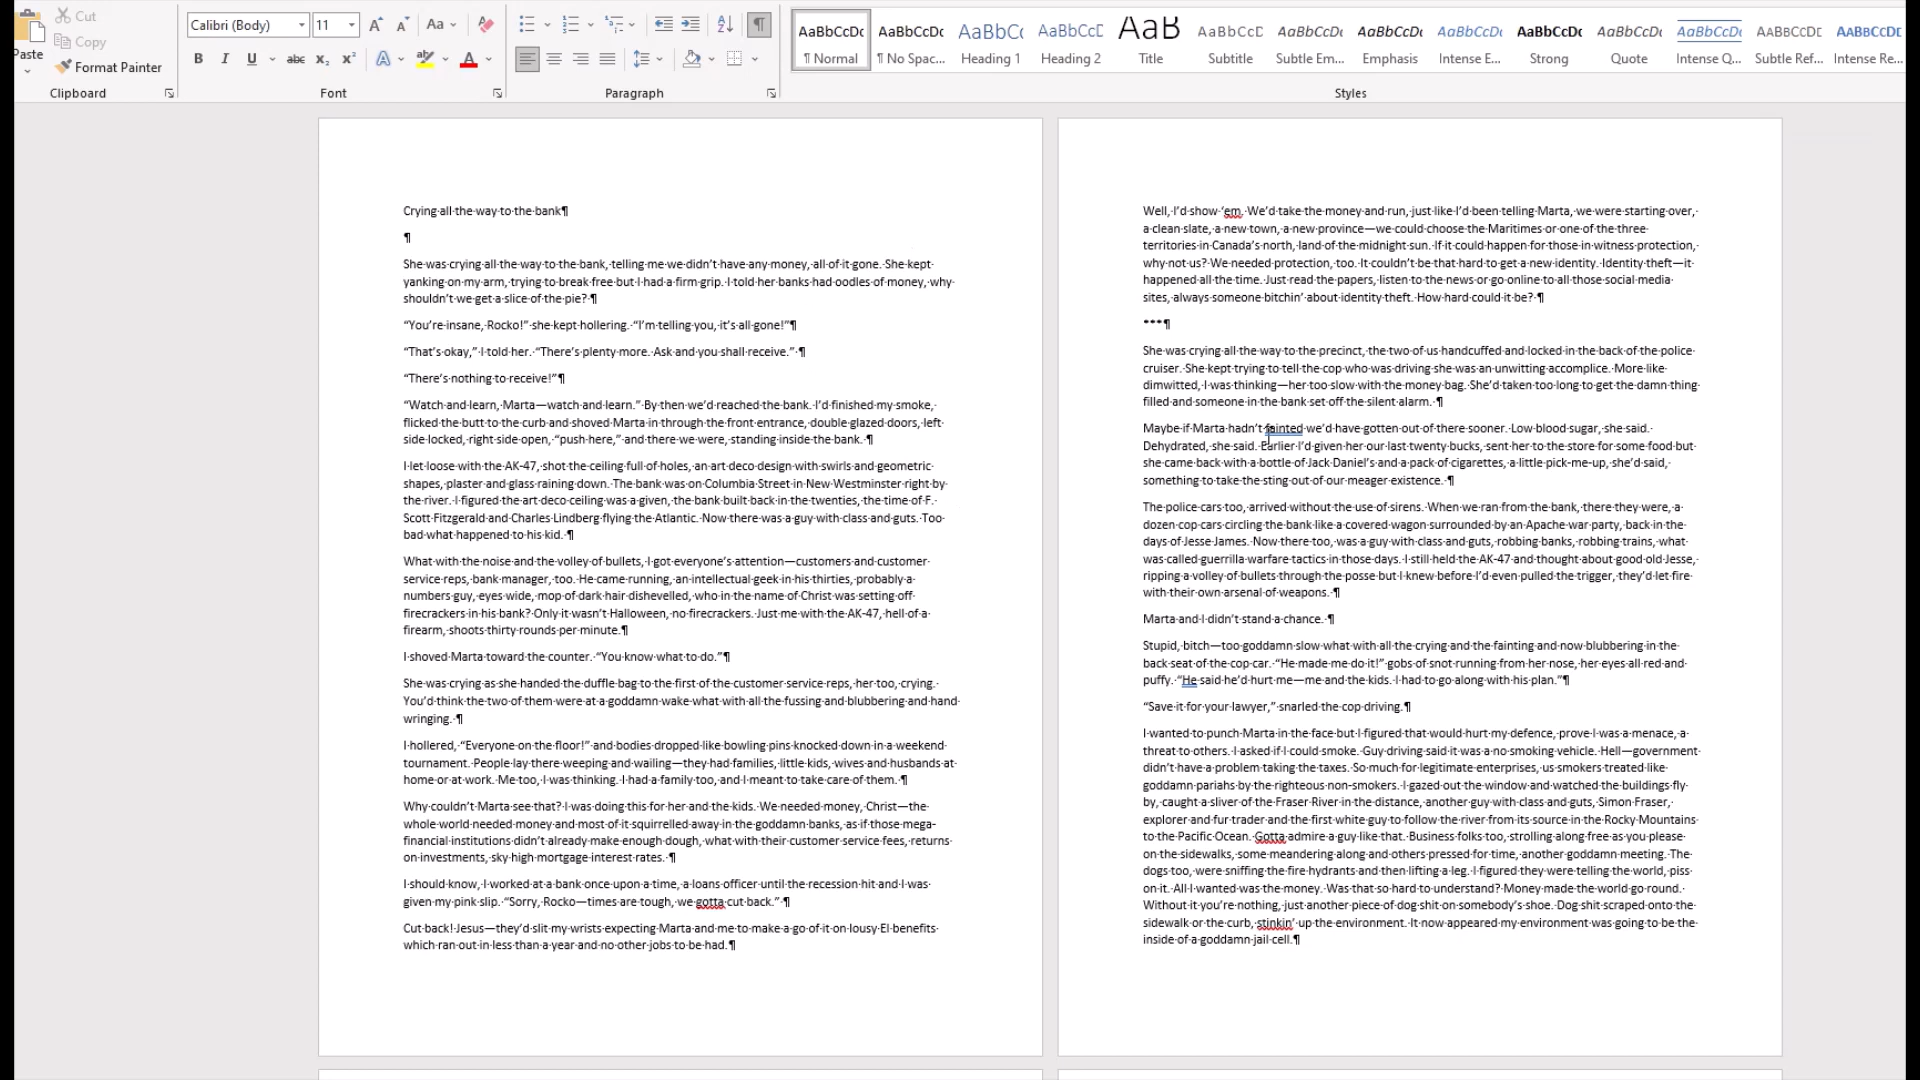 Cut
Copy
Paste
Format Painter
Clipboard
Calibri (Body)
11
Aa
B I U abc x₂ x² A A
Font
Paragraph
AaBbCcDc
¶ Normal
AaBbCcDc
¶ No Spac...
AaBbCc
Heading 1
AaBbCcD
Heading 2
AaB
Title
AaBbCcD
Subtitle
AaBbCcDc
Subtle Em...
AaBbCcDc
Emphasis
AaBbCcDc
Intense E...
AaBbCcDc
Strong
AaBbCcDc
Quote
AaBbCcDc
Intense Q...
AABBCCDE
Subtle Ref...
AABBCCDE
Intense Re...
Styles
Crying all the way to the bank¶
¶
She was crying all the way to the bank, telling me we didn’t have any money, all of it gone. She kept
yanking on my arm, trying to break free but I had a firm grip. I told her banks had oodles of money, why
shouldn’t we get a slice of the pie? ¶
“You’re insane, Rocko!” she kept hollering. “I’m telling you, it’s all gone!”¶
“That’s okay,” I told her. “There’s plenty more. Ask and you shall receive.” ¶
“There’s nothing to receive!”¶
“Watch and learn, Marta—watch and learn.” By then we’d reached the bank. I’d finished my smoke,
flicked the butt to the curb and shoved Marta in through the front entrance, double glazed doors, left
side locked, right side open, “push here,” and there we were, standing inside the bank. ¶
I let loose with the AK-47, shot the ceiling full of holes, an art deco design with swirls and geometric
shapes, plaster and glass raining down. The bank was on Columbia Street in New Westminster right by
the river. I figured the art deco ceiling was a given, the bank built back in the twenties, the time of F.
Scott Fitzgerald and Charles Lindberg flying the Atlantic. Now there was a guy with class and guts. Too
bad what happened to his kid. ¶
What with the noise and the volley of bullets, I got everyone’s attention—customers and customer
service reps, bank manager, too. He came running, an intellectual geek in his thirties, probably a
numbers guy, eyes wide, mop of dark hair dishevelled, who in the name of Christ was setting off
firecrackers in his bank? Only it wasn’t Halloween, no firecrackers. Just me with the AK-47, hell of a
firearm, shoots thirty rounds per minute.¶
I shoved Marta toward the counter. “You know what to do.”¶
She was crying as she handed the duffle bag to the first of the customer service reps, her too, crying.
You’d think the two of them were at a goddamn wake what with all the fussing and blubbering and hand
wringing. ¶
I hollered, “Everyone on the floor!” and bodies dropped like bowling pins knocked down in a weekend
tournament. People lay there weeping and wailing—they had families, little kids, wives and husbands at
home or at work. Me too, I was thinking. I had a family too, and I meant to take care of them. ¶
Why couldn’t Marta see that? I was doing this for her and the kids. We needed money, Christ—the
whole world needed money and most of it squirrelled away in the goddamn banks, as if those mega-
financial institutions didn’t already make enough dough, what with their customer service fees, returns
on investments, sky high mortgage interest rates. ¶
I should know, I worked at a bank once upon a time, a loans officer until the recession hit and I was
given my pink slip. “Sorry, Rocko—times are tough, we gotta cut back.” ¶
Cut back! Jesus—they’d slit my wrists expecting Marta and me to make a go of it on lousy EI benefits
which ran out in less than a year and no other jobs to be had.¶
Well, I’d show ‘em. We’d take the money and run, just like I’d been telling Marta, we were starting over,
a clean slate, a new town, a new province—we could choose the Maritimes or one of the three
territories in Canada’s north, land of the midnight sun. If it could happen for those in witness protection,
why not us? We needed protection, too. It couldn’t be that hard to get a new identity. Identity theft—it
happened all the time. Just read the papers, listen to the news or go online to all those social media
sites, always someone bitchin’ about identity theft. How hard could it be? ¶
***¶
She was crying all the way to the precinct, the two of us handcuffed and locked in the back of the police
cruiser. She kept trying to tell the cop who was driving she was an unwitting accomplice. More like
dimwitted, I was thinking—her too slow with the money bag. She’d taken too long to get the damn thing
filled and someone in the bank set off the silent alarm. ¶
Maybe if Marta hadn’t fainted we’d have gotten out of there sooner. Low blood sugar, she said.
Dehydrated, she said. Earlier I’d given her our last twenty bucks, sent her to the store for some food but
she came back with a bottle of Jack Daniel’s and a pack of cigarettes, a little pick-me-up, she’d said,
something to take the sting out of our meager existence. ¶
The police cars too, arrived without the use of sirens. When we ran from the bank, there they were, a
dozen cop cars circling the bank like a covered wagon surrounded by an Apache war party, back in the
days of Jesse James. Now there too, was a guy with class and guts, robbing banks, robbing trains, what
was called guerrilla warfare tactics in those days. I still held the AK-47 and thought about good old Jesse,
ripping a volley of bullets through the posse but I knew before I’d even pulled the trigger, they’d let fire
with their own arsenal of weapons. ¶
Marta and I didn’t stand a chance. ¶
Stupid, bitch—too goddamn slow what with all the crying and the fainting and now blubbering in the
back seat of the cop car. “He made me do it!” gobs of snot running from her nose, her eyes all red and
puffy. “He said he’d hurt me—me and the kids. I had to go along with his plan.”¶
“Save it for your lawyer,” snarled the cop driving.¶
I wanted to punch Marta in the face but I figured that would hurt my defence, prove I was a menace, a
threat to others. I asked if I could smoke. Guy driving said it was a no smoking vehicle. Hell—government
didn’t have a problem taking the taxes. So much for legitimate enterprises, us smokers treated like
goddamn pariahs by the righteous non-smokers. I gazed out the window and watched the buildings fly
by, caught a sliver of the Fraser River in the distance, another guy with class and guts, Simon Fraser,
explorer and fur trader and the first white guy to follow the river from its source in the Rocky Mountains
to the Pacific Ocean. Gotta admire a guy like that. Business folks too, strolling along free as you please
on the sidewalks, some meandering along and others pressed for time, another goddamn meeting. The
dogs too, were sniffing the fire hydrants and then lifting a leg. I figured they were telling the world, piss
on it. All I wanted was the money. Was that so hard to understand? Money made the world go round.
Without it you’re nothing, just another piece of dog shit on somebody’s shoe. Dog shit scraped onto the
sidewalk or the curb, stinkin’ up the environment. It now appeared my environment was going to be the
inside of a goddamn jail cell.¶